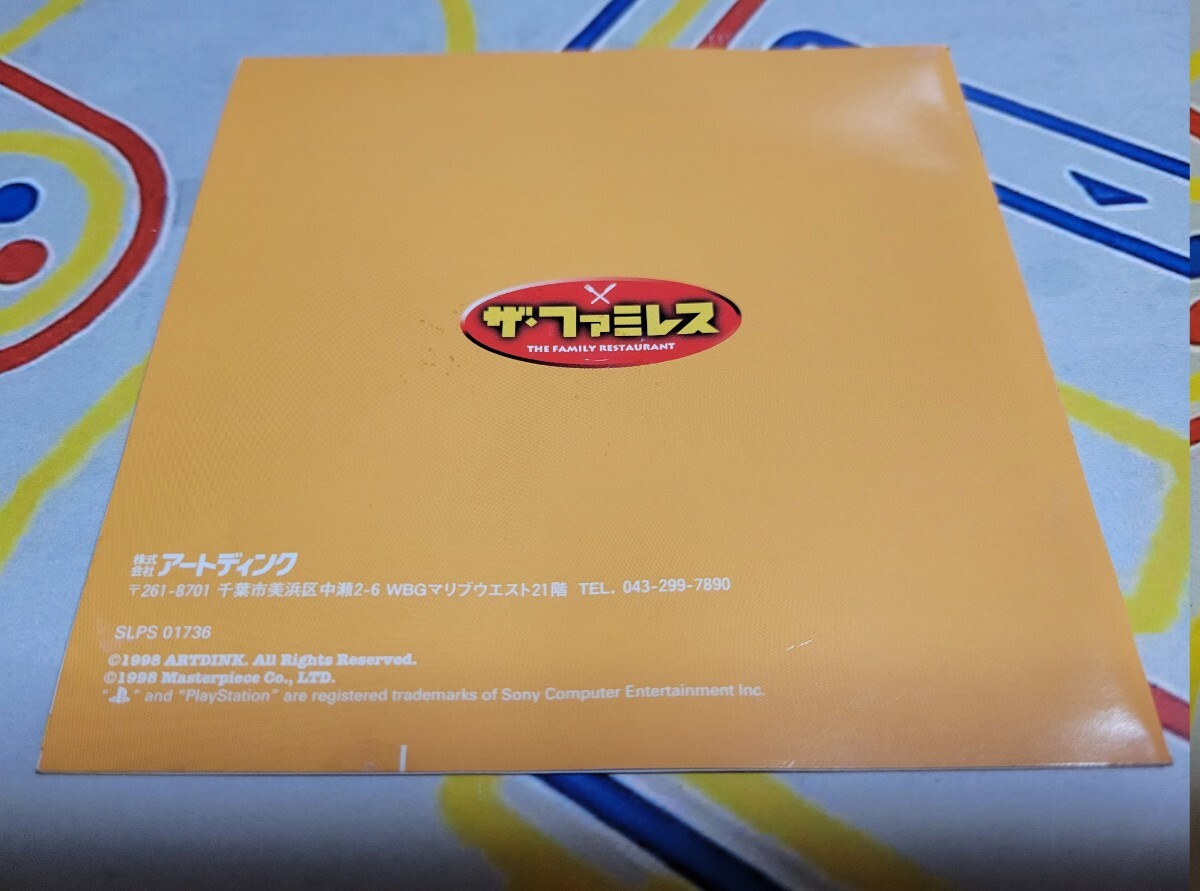 ザ・ファミレス
THE FAMILY RESTAURANT
株式会社 アートディンク
〒261-8701 千葉市美浜区中瀬2-6 WBGマリブウエスト21階 TEL. 043-299-7890
SLPS 01736
©1998 ARTDINK. All Rights Reserved.
©1998 Masterpiece Co., LTD.
" " and "PlayStation" are registered trademarks of Sony Computer Entertainment Inc.